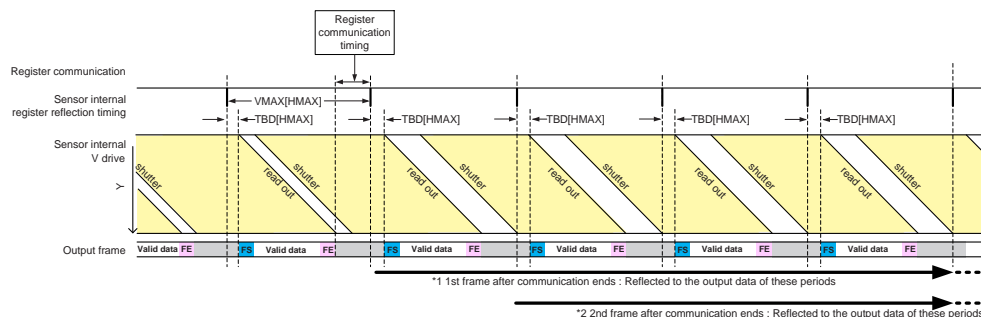 Register
communication
timing
Register communication
Sensor internal
register reflection timing
VMAX[HMAX]
TBD[HMAX] TBD[HMAX] TBD[HMAX] TBD[HMAX] TBD[HMAX]
Sensor internal
V drive
Y
shutter read out shutter read out shutter read out shutter read out shutter read out shutter
Output frame Valid data FE FS Valid data FE FS Valid data FE FS Valid data FE FS Valid data FE FS Valid data FE
*1 1st frame after communication ends : Reflected to the output data of these periods
*2 2nd frame after communication ends : Reflected to the output data of these periods